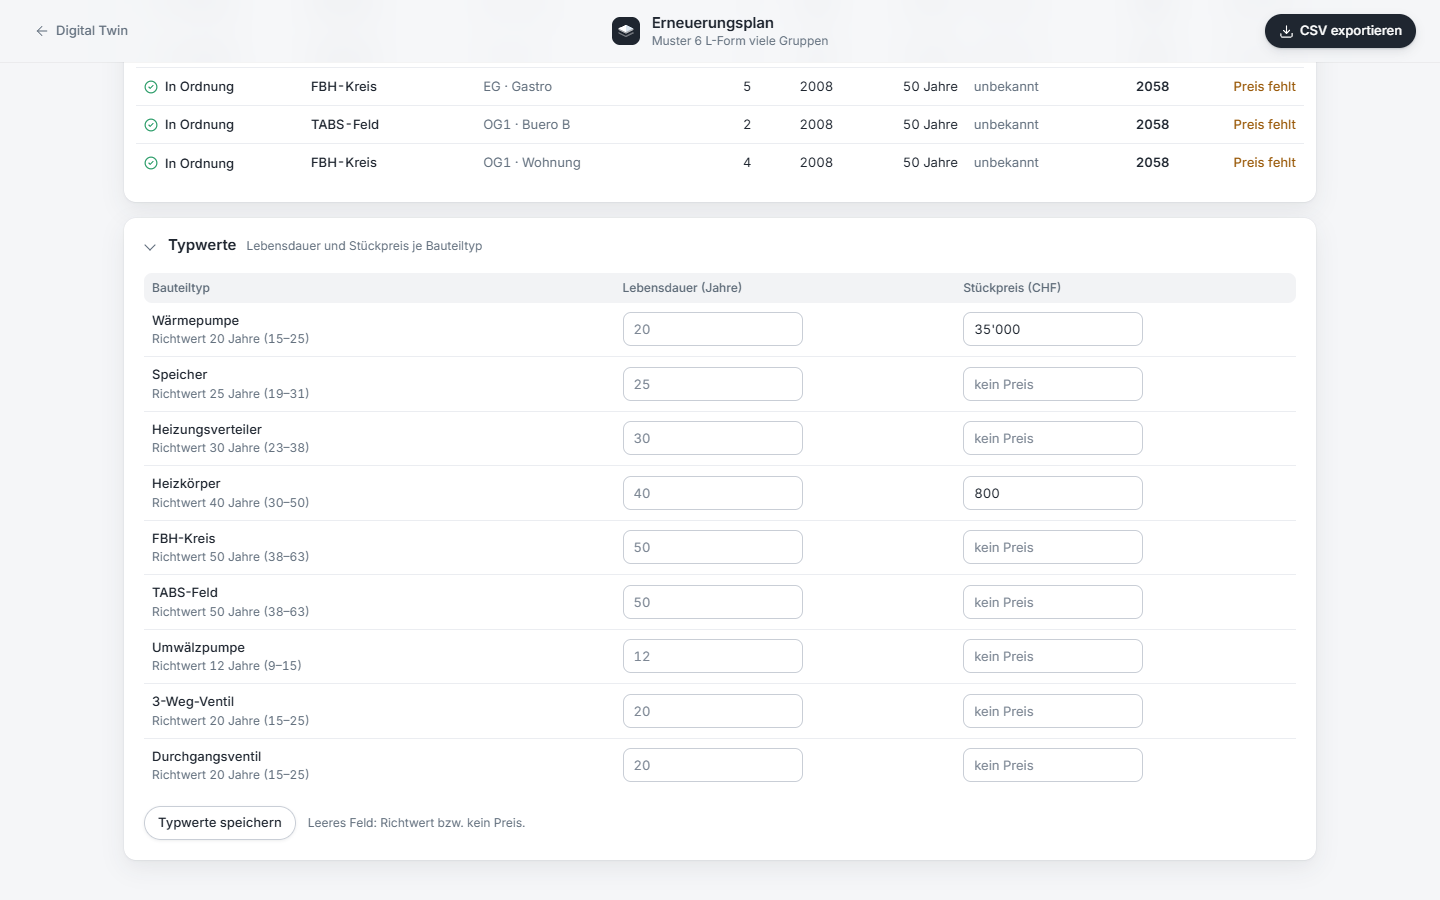 Digital Twin
Erneuerungsplan
Muster 6 L-Form viele Gruppen
CSV exportieren
In Ordnung FBH-Kreis EG · Gastro 5 2008 50 Jahre unbekannt 2058 Preis fehlt
In Ordnung TABS-Feld OG1 · Buero B 2 2008 50 Jahre unbekannt 2058 Preis fehlt
In Ordnung FBH-Kreis OG1 · Wohnung 4 2008 50 Jahre unbekannt 2058 Preis fehlt
Typwerte Lebensdauer und Stückpreis je Bauteiltyp
Bauteiltyp Lebensdauer (Jahre) Stückpreis (CHF)
Wärmepumpe
Richtwert 20 Jahre (15–25)
20 35'000
Speicher
Richtwert 25 Jahre (19–31)
25 kein Preis
Heizungsverteiler
Richtwert 30 Jahre (23–38)
30 kein Preis
Heizkörper
Richtwert 40 Jahre (30–50)
40 800
FBH-Kreis
Richtwert 50 Jahre (38–63)
50 kein Preis
TABS-Feld
Richtwert 50 Jahre (38–63)
50 kein Preis
Umwälzpumpe
Richtwert 12 Jahre (9–15)
12 kein Preis
3-Weg-Ventil
Richtwert 20 Jahre (15–25)
20 kein Preis
Durchgangsventil
Richtwert 20 Jahre (15–25)
20 kein Preis
Typwerte speichern Leeres Feld: Richtwert bzw. kein Preis.